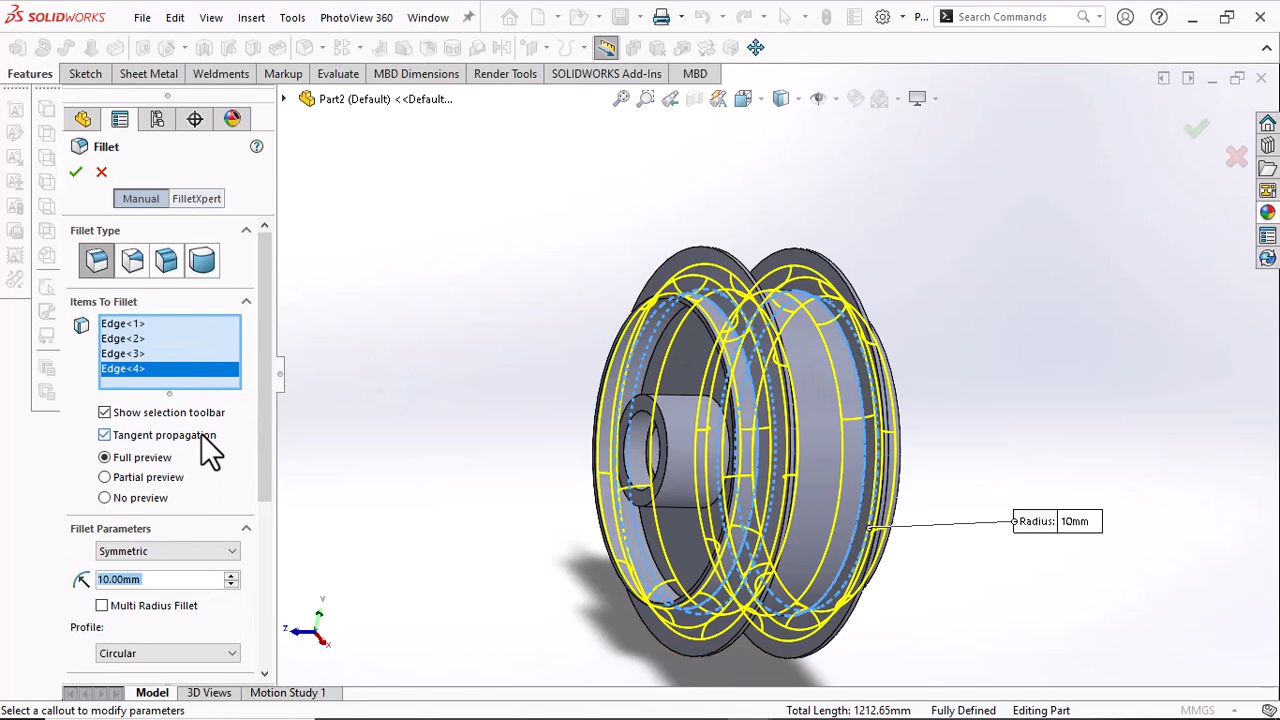 SOLIDWORKS File Edit View Insert Tools PhotoView 360 Window P... Search Commands
Features Sketch Sheet Metal Markup Evaluate MBD Dimensions Render Tools SOLIDWORKS Add-Ins MBD
Part2 (Default) <<Default...
Fillet
Manual FilletXpert
Fillet Type
Items To Fillet
Edge<1>
Edge<2>
Edge<3>
Edge<4>
Show selection toolbar
Tangent propagation
Full preview
Partial preview
No preview
Radius: 10mm
Fillet Parameters
Symmetric
10.00mm
Multi Radius Fillet
Profile:
Circular
Y
Z
X
Model 3D Views Motion Study 1
Select a callout to modify parameters Total Length: 1212.65mm Fully Defined Editing Part MMGS